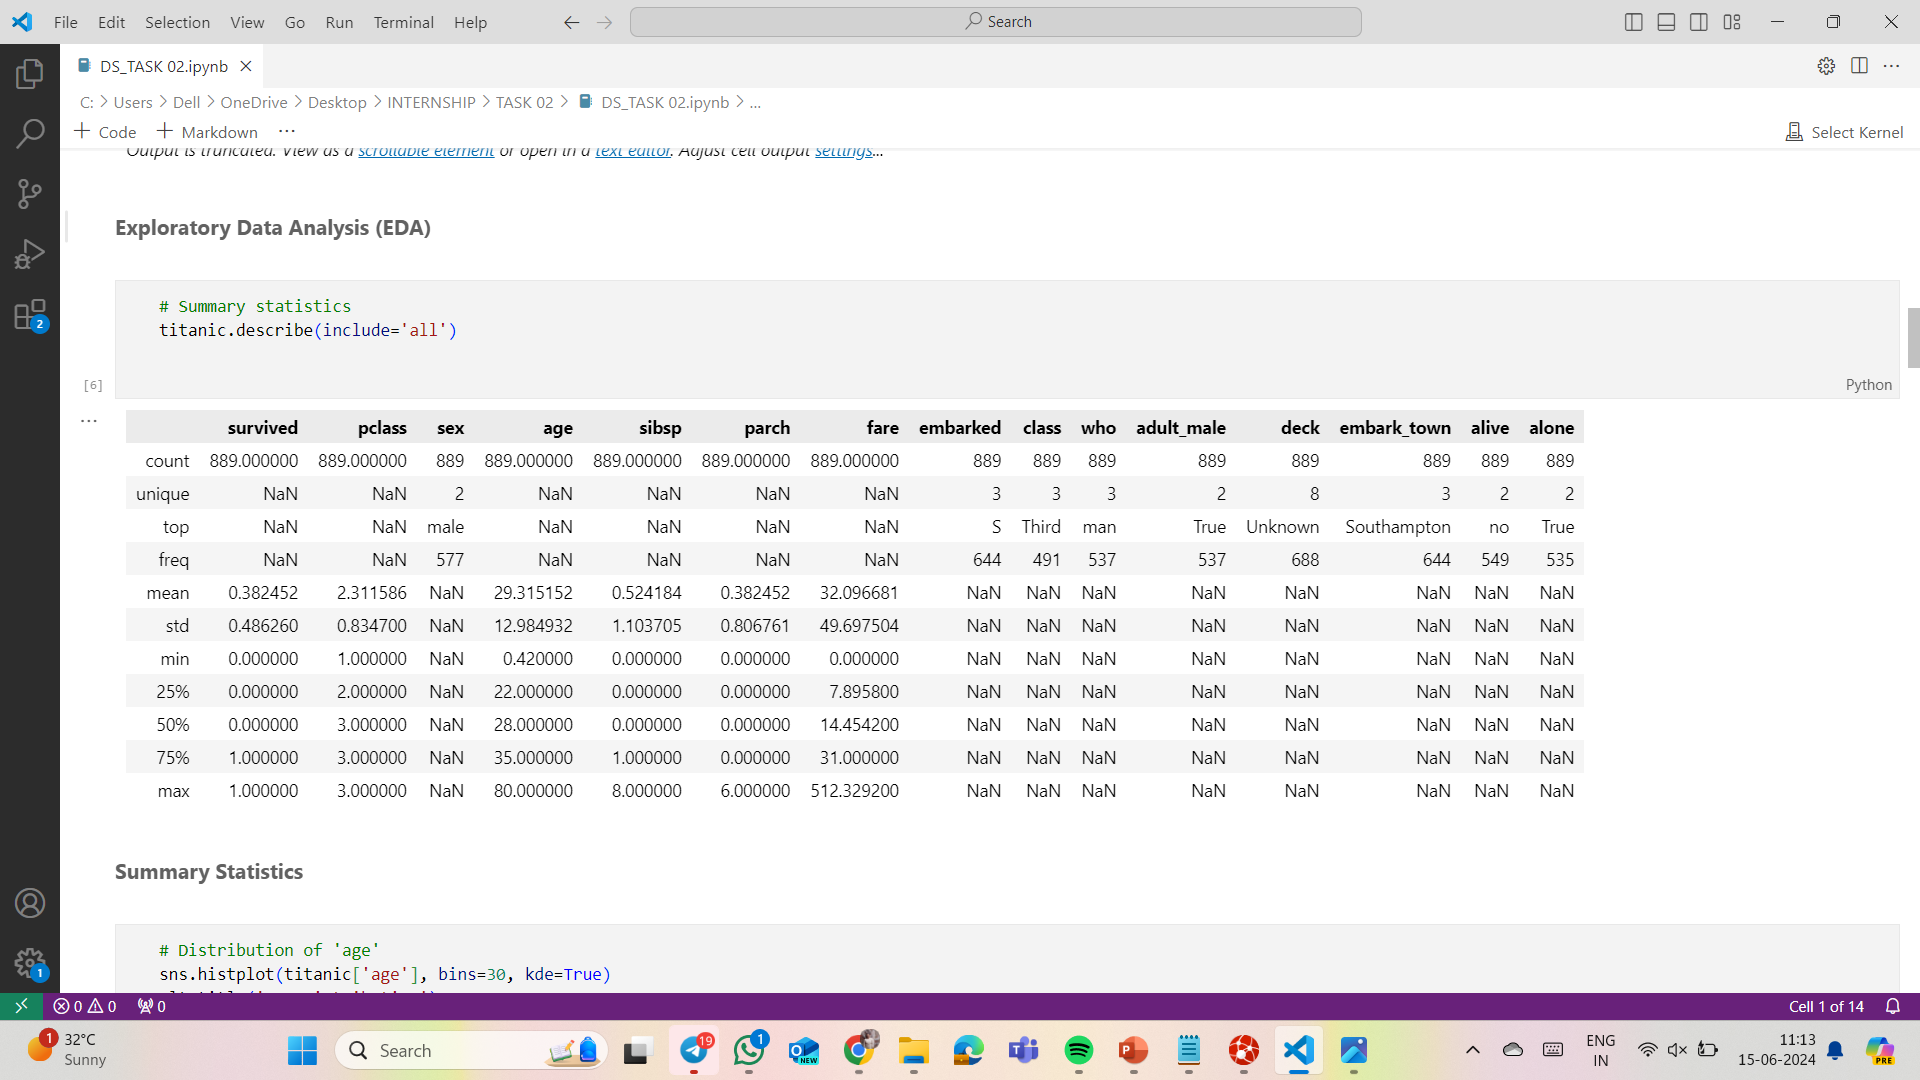 File Edit Selection View Go Run Terminal Help Search
DS_TASK 02.ipynb
C: > Users > Dell > OneDrive > Desktop > INTERNSHIP > TASK 02 > DS_TASK 02.ipynb > ...
+ Code + Markdown ... Select Kernel
Output is truncated. View as a scrollable element or open in a text editor. Adjust cell output settings...
Exploratory Data Analysis (EDA)
# Summary statistics
titanic.describe(include='all')
[6] Python
...
survived pclass sex age sibsp parch fare embarked class who adult_male deck embark_town alive alone
count 889.000000 889.000000 889 889.000000 889.000000 889.000000 889.000000 889 889 889 889 889 889 889 889
unique NaN NaN 2 NaN NaN NaN NaN 3 3 3 2 8 3 2 2
top NaN NaN male NaN NaN NaN NaN S Third man True Unknown Southampton no True
freq NaN NaN 577 NaN NaN NaN NaN 644 491 537 537 688 644 549 535
mean 0.382452 2.311586 NaN 29.315152 0.524184 0.382452 32.096681 NaN NaN NaN NaN NaN NaN NaN NaN
std 0.486260 0.834700 NaN 12.984932 1.103705 0.806761 49.697504 NaN NaN NaN NaN NaN NaN NaN NaN
min 0.000000 1.000000 NaN 0.420000 0.000000 0.000000 0.000000 NaN NaN NaN NaN NaN NaN NaN NaN
25% 0.000000 2.000000 NaN 22.000000 0.000000 0.000000 7.895800 NaN NaN NaN NaN NaN NaN NaN NaN
50% 0.000000 3.000000 NaN 28.000000 0.000000 0.000000 14.454200 NaN NaN NaN NaN NaN NaN NaN NaN
75% 1.000000 3.000000 NaN 35.000000 1.000000 0.000000 31.000000 NaN NaN NaN NaN NaN NaN NaN NaN
max 1.000000 3.000000 NaN 80.000000 8.000000 6.000000 512.329200 NaN NaN NaN NaN NaN NaN NaN NaN
Summary Statistics
# Distribution of 'age'
sns.histplot(titanic['age'], bins=30, kde=True)
2
1
0 0 0 Cell 1 of 14
1 32°C
Sunny
Search
19
1
NEW
ENG
IN
11:13
15-06-2024
PRE